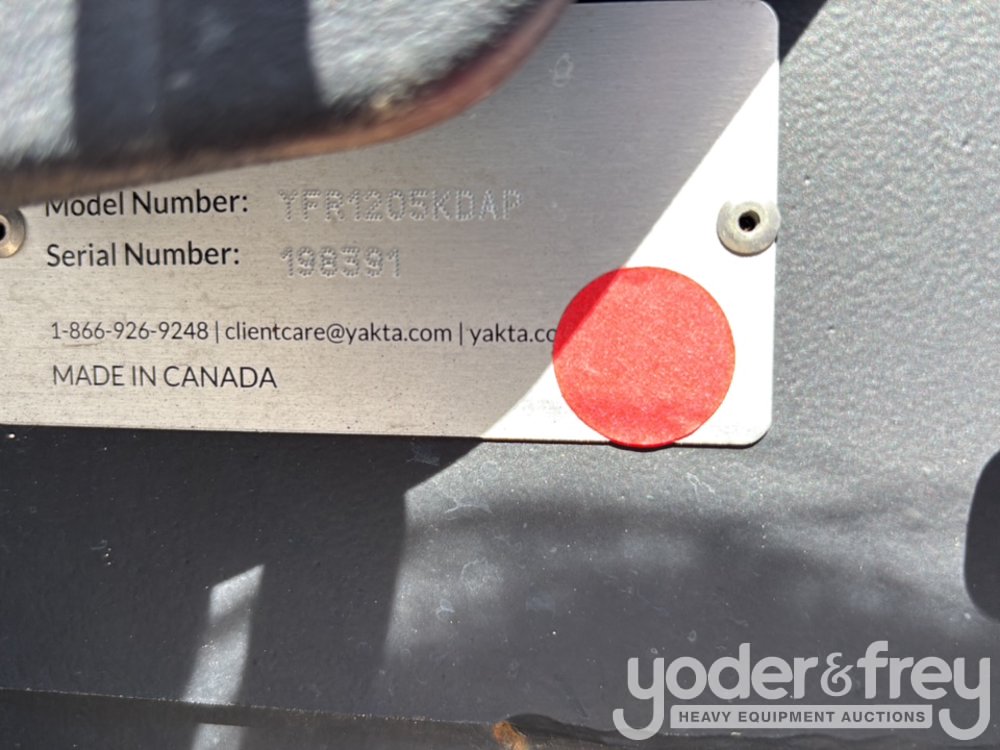 Model Number: YFR1205KDAP
Serial Number: 198391
1-866-926-9248 | clientcare@yakta.com | yakta.co
MADE IN CANADA
yoder&frey
HEAVY EQUIPMENT AUCTIONS